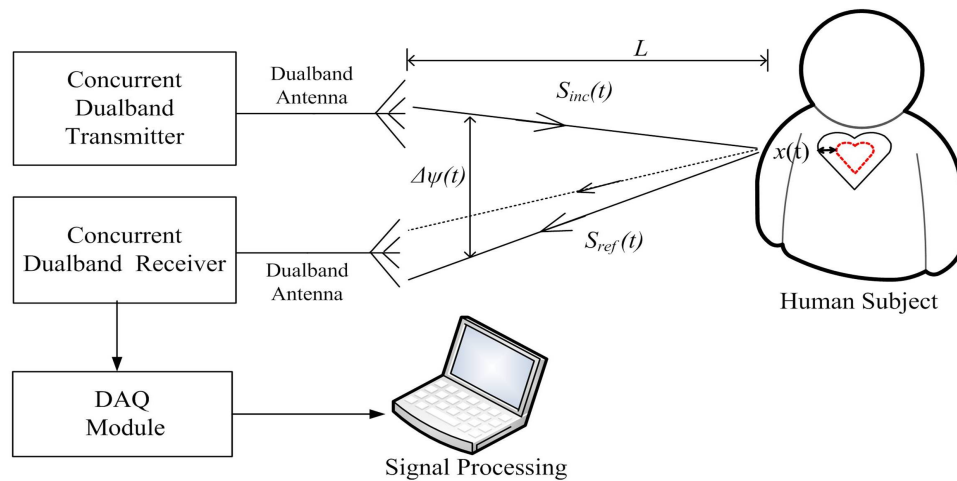 Concurrent
Dualband
Transmitter
Dualband
Antenna
L
S_inc(t)
x(t)
Δψ(t)
Concurrent
Dualband Receiver
Dualband
Antenna
S_ref(t)
Human Subject
DAQ
Module
Signal Processing